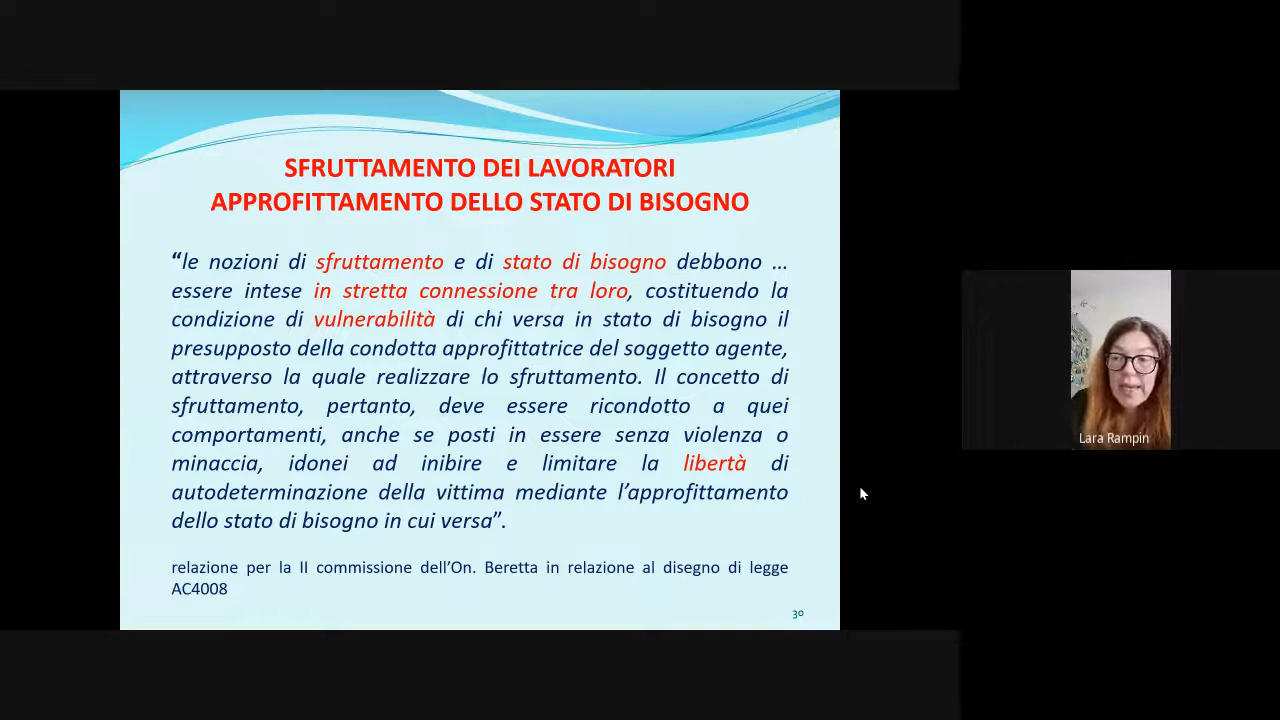 SFRUTTAMENTO DEI LAVORATORI
APPROFITTAMENTO DELLO STATO DI BISOGNO
“le nozioni di sfruttamento e di stato di bisogno debbono …
essere intese in stretta connessione tra loro, costituendo la
condizione di vulnerabilità di chi versa in stato di bisogno il
presupposto della condotta approfittatrice del soggetto agente,
attraverso la quale realizzare lo sfruttamento. Il concetto di
sfruttamento, pertanto, deve essere ricondotto a quei
comportamenti, anche se posti in essere senza violenza o
minaccia, idonei ad inibire e limitare la libertà di
autodeterminazione della vittima mediante l’approfittamento
dello stato di bisogno in cui versa”.
relazione per la II commissione dell’On. Beretta in relazione al disegno di legge
AC4008
30
Lara Rampin